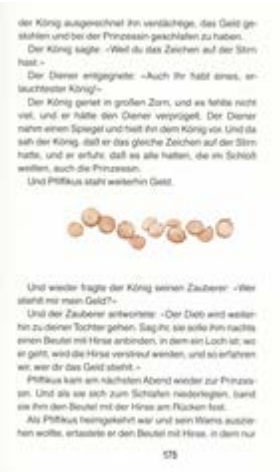 der König ausgerechnet ihn verdächtige, das Geld ge-
stohlen und bei der Prinzessin geschlafen zu haben.
Der König sagte: «Weil du das Zeichen auf der Stirn
hast.»
Der Diener entgegnete: «Auch Ihr habt eines, er-
lauchtester König!»
Der König geriet in großen Zorn, und es fehlte nicht
viel, und er hätte den Diener verprügelt. Der Diener
nahm einen Spiegel und hielt ihn dem König vor. Und da
sah der König, daß er das gleiche Zeichen auf der Stirn
hatte, und er erfuhr, daß es alle hatten, die im Schloß
weilten, auch die Prinzessin.
Und Pfiffikus stahl weiterhin Geld.
Und wieder fragte der König seinen Zauberer: «Wer
stiehlt mir mein Geld?»
Und der Zauberer antwortete: «Der Dieb wird weiter-
hin zu deiner Tochter gehen. Sag ihr, sie solle ihm nachts
einen Beutel mit Hirse anbinden, in dem ein Loch ist; wo
er geht, wird die Hirse verstreut werden, und so erfahren
wir, wer dir das Geld stiehlt.»
Pfiffikus kam am nächsten Abend wieder zur Prinzes-
sin. Und als sie sich zum Schlafen niederlegten, band
sie ihm den Beutel mit der Hirse am Rücken fest.
Als Pfiffikus heimgekehrt war und sein Wams auszie-
hen wollte, ertastete er den Beutel mit Hirse, in dem nur